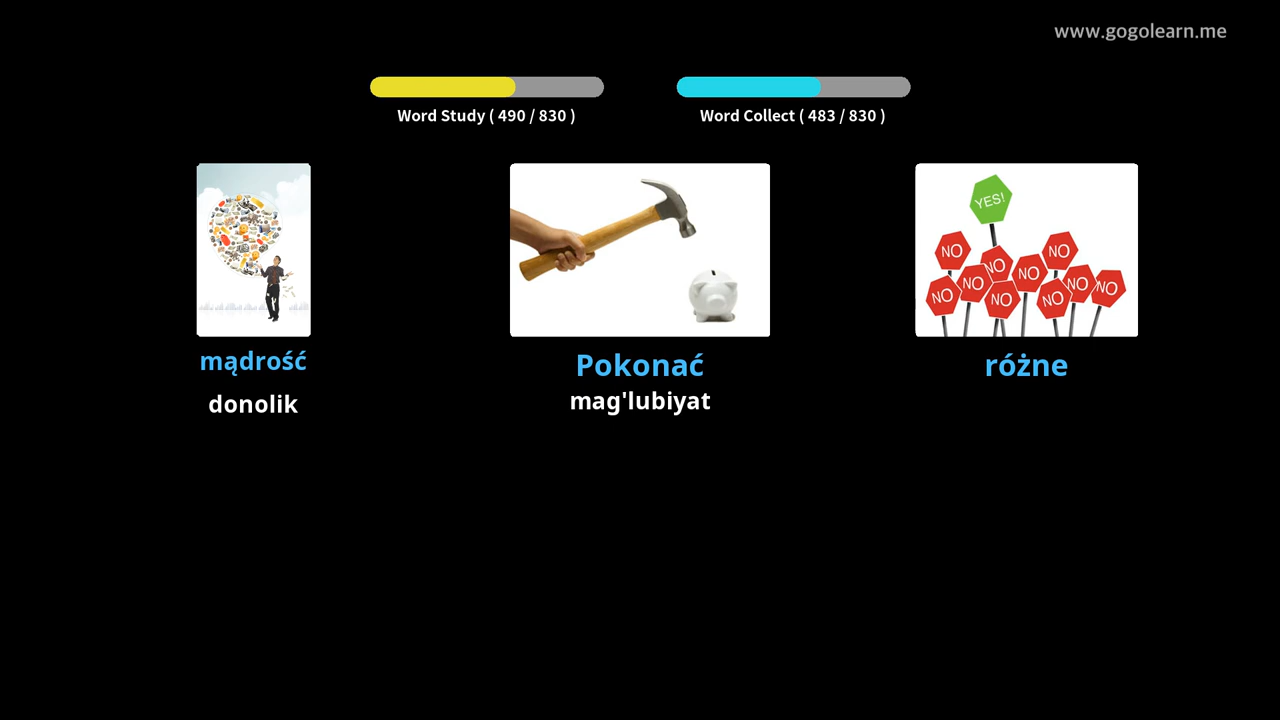 www.gogolearn.me
Word Study ( 490 / 830 )
Word Collect ( 483 / 830 )
YES!
NO
NO
NO
NO
NO
NO
NO
NO
NO
NO
mądrość
Pokonać
różne
donolik
mag'lubiyat